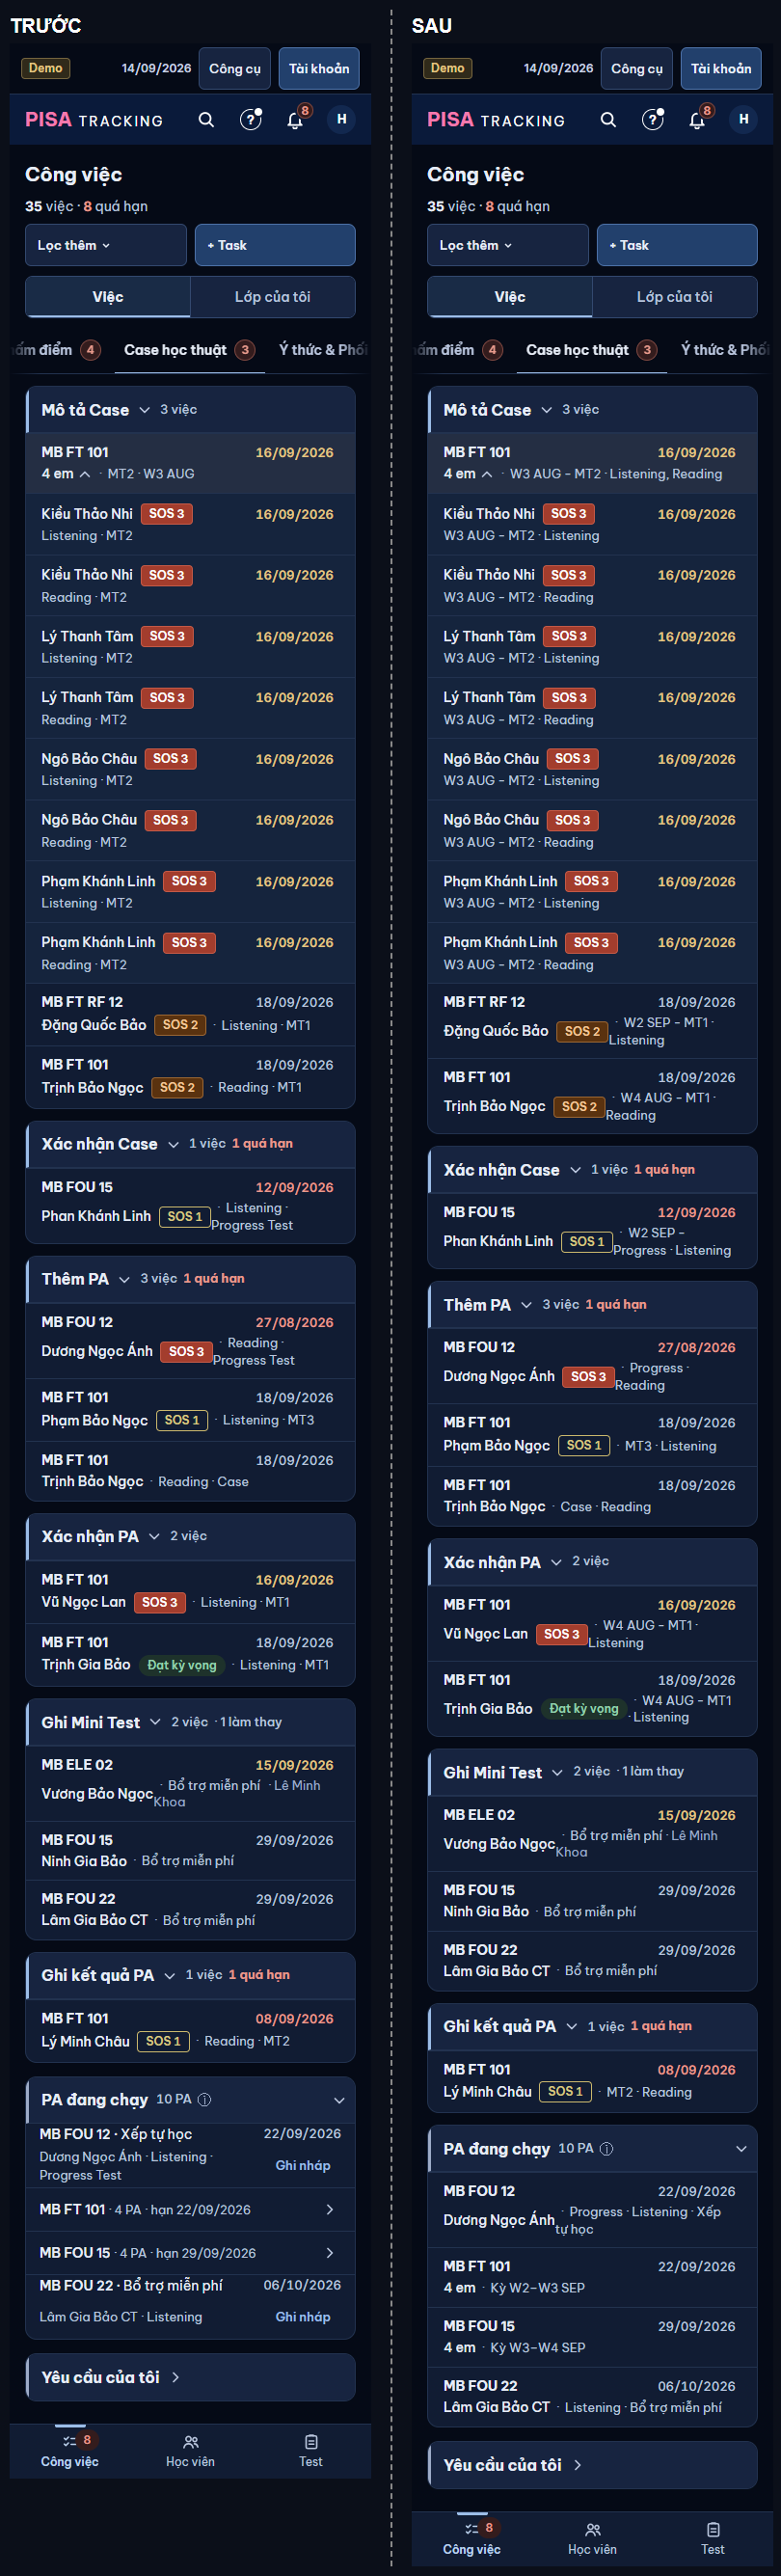 TRƯỚC
Demo 14/09/2026 Công cụ Tài khoản
PISA TRACKING ? 8 H
Công việc
35 việc · 8 quá hạn
Lọc thêm + Task
Việc Lớp của tôi
hấm điểm 4 Case học thuật 3 Ý thức & Phối
Mô tả Case 3 việc
MB FT 101 16/09/2026
4 em · MT2 · W3 AUG
Kiều Thảo Nhi SOS 3 16/09/2026
Listening · MT2
Kiều Thảo Nhi SOS 3 16/09/2026
Reading · MT2
Lý Thanh Tâm SOS 3 16/09/2026
Listening · MT2
Lý Thanh Tâm SOS 3 16/09/2026
Reading · MT2
Ngô Bảo Châu SOS 3 16/09/2026
Listening · MT2
Ngô Bảo Châu SOS 3 16/09/2026
Reading · MT2
Phạm Khánh Linh SOS 3 16/09/2026
Listening · MT2
Phạm Khánh Linh SOS 3 16/09/2026
Reading · MT2
MB FT RF 12 18/09/2026
Đặng Quốc Bảo SOS 2 · Listening · MT1
MB FT 101 18/09/2026
Trịnh Bảo Ngọc SOS 2 · Reading · MT1
Xác nhận Case 1 việc 1 quá hạn
MB FOU 15 12/09/2026
Phan Khánh Linh SOS 1 · Listening ·
Progress Test
Thêm PA 3 việc 1 quá hạn
MB FOU 12 27/08/2026
Dương Ngọc Ánh SOS 3 · Reading ·
Progress Test
MB FT 101 18/09/2026
Phạm Bảo Ngọc SOS 1 · Listening · MT3
MB FT 101 18/09/2026
Trịnh Bảo Ngọc · Reading · Case
Xác nhận PA 2 việc
MB FT 101 16/09/2026
Vũ Ngọc Lan SOS 3 · Listening · MT1
MB FT 101 18/09/2026
Trịnh Gia Bảo Đạt kỳ vọng · Listening · MT1
Ghi Mini Test 2 việc · 1 làm thay
MB ELE 02 15/09/2026
Vương Bảo Ngọc · Bổ trợ miễn phí · Lê Minh
Khoa
MB FOU 15 29/09/2026
Ninh Gia Bảo · Bổ trợ miễn phí
MB FOU 22 29/09/2026
Lâm Gia Bảo CT · Bổ trợ miễn phí
Ghi kết quả PA 1 việc 1 quá hạn
MB FT 101 08/09/2026
Lý Minh Châu SOS 1 · Reading · MT2
PA đang chạy 10 PA
MB FOU 12 · Xếp tự học 22/09/2026
Dương Ngọc Ánh · Listening ·
Progress Test Ghi nháp
MB FT 101 · 4 PA · hạn 22/09/2026
MB FOU 15 · 4 PA · hạn 29/09/2026
MB FOU 22 · Bổ trợ miễn phí 06/10/2026
Lâm Gia Bảo CT · Listening Ghi nháp
Yêu cầu của tôi
8
Công việc Học viên Test
SAU
Demo 14/09/2026 Công cụ Tài khoản
PISA TRACKING ? 8 H
Công việc
35 việc · 8 quá hạn
Lọc thêm + Task
Việc Lớp của tôi
hấm điểm 4 Case học thuật 3 Ý thức & Phối
Mô tả Case 3 việc
MB FT 101 16/09/2026
4 em · W3 AUG – MT2 · Listening, Reading
Kiều Thảo Nhi SOS 3 16/09/2026
W3 AUG – MT2 · Listening
Kiều Thảo Nhi SOS 3 16/09/2026
W3 AUG – MT2 · Reading
Lý Thanh Tâm SOS 3 16/09/2026
W3 AUG – MT2 · Listening
Lý Thanh Tâm SOS 3 16/09/2026
W3 AUG – MT2 · Reading
Ngô Bảo Châu SOS 3 16/09/2026
W3 AUG – MT2 · Listening
Ngô Bảo Châu SOS 3 16/09/2026
W3 AUG – MT2 · Reading
Phạm Khánh Linh SOS 3 16/09/2026
W3 AUG – MT2 · Listening
Phạm Khánh Linh SOS 3 16/09/2026
W3 AUG – MT2 · Reading
MB FT RF 12 18/09/2026
Đặng Quốc Bảo SOS 2 · W2 SEP – MT1 ·
Listening
MB FT 101 18/09/2026
Trịnh Bảo Ngọc SOS 2 · W4 AUG – MT1 ·
Reading
Xác nhận Case 1 việc 1 quá hạn
MB FOU 15 12/09/2026
Phan Khánh Linh SOS 1 · W2 SEP –
Progress · Listening
Thêm PA 3 việc 1 quá hạn
MB FOU 12 27/08/2026
Dương Ngọc Ánh SOS 3 · Progress ·
Reading
MB FT 101 18/09/2026
Phạm Bảo Ngọc SOS 1 · MT3 · Listening
MB FT 101 18/09/2026
Trịnh Bảo Ngọc · Case · Reading
Xác nhận PA 2 việc
MB FT 101 16/09/2026
Vũ Ngọc Lan SOS 3 · W4 AUG – MT1 ·
Listening
MB FT 101 18/09/2026
Trịnh Gia Bảo Đạt kỳ vọng · W4 AUG – MT1
· Listening
Ghi Mini Test 2 việc · 1 làm thay
MB ELE 02 15/09/2026
Vương Bảo Ngọc · Bổ trợ miễn phí · Lê Minh
Khoa
MB FOU 15 29/09/2026
Ninh Gia Bảo · Bổ trợ miễn phí
MB FOU 22 29/09/2026
Lâm Gia Bảo CT · Bổ trợ miễn phí
Ghi kết quả PA 1 việc 1 quá hạn
MB FT 101 08/09/2026
Lý Minh Châu SOS 1 · MT2 · Reading
PA đang chạy 10 PA
MB FOU 12 22/09/2026
Dương Ngọc Ánh · Progress · Listening · Xếp
tự học
MB FT 101 22/09/2026
4 em · Kỳ W2–W3 SEP
MB FOU 15 29/09/2026
4 em · Kỳ W3–W4 SEP
MB FOU 22 06/10/2026
Lâm Gia Bảo CT · Listening · Bổ trợ miễn phí
Yêu cầu của tôi
8
Công việc Học viên Test